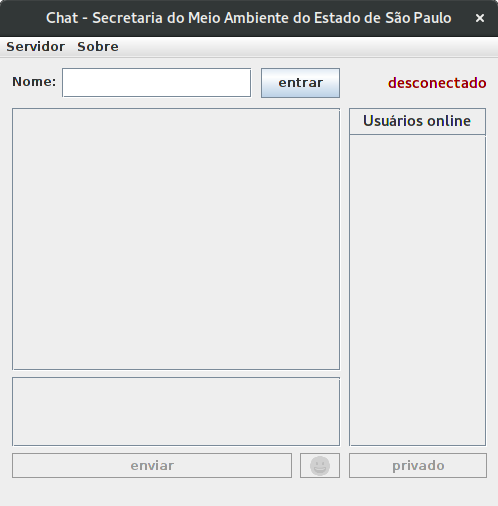 Chat - Secretaria do Meio Ambiente do Estado de São Paulo
Servidor Sobre
Nome: entrar desconectado
Usuários online
enviar privado